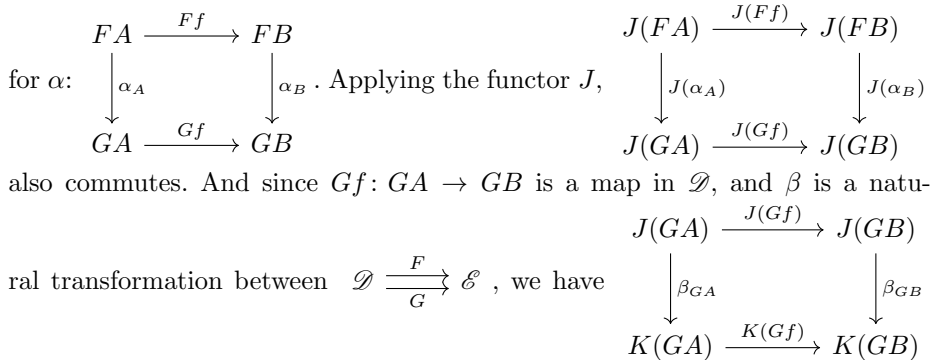 FA Ff FB J(FA) J(Ff) J(FB)
for α: α_A α_B . Applying the functor J, J(α_A) J(α_B)
GA Gf GB J(GA) J(Gf) J(GB)
also commutes. And since Gf: GA → GB is a map in 𝒟, and β is a natu-
J(GA) J(Gf) J(GB)
ral transformation between 𝒟 F G ℰ , we have β_GA β_GB
K(GA) K(Gf) K(GB)